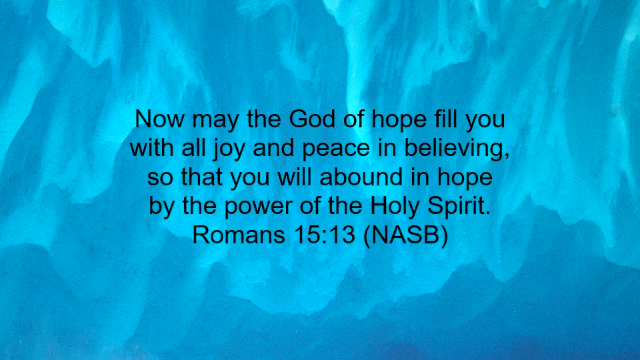 Now may the God of hope fill you
with all joy and peace in believing,
so that you will abound in hope
by the power of the Holy Spirit.
Romans 15:13 (NASB)